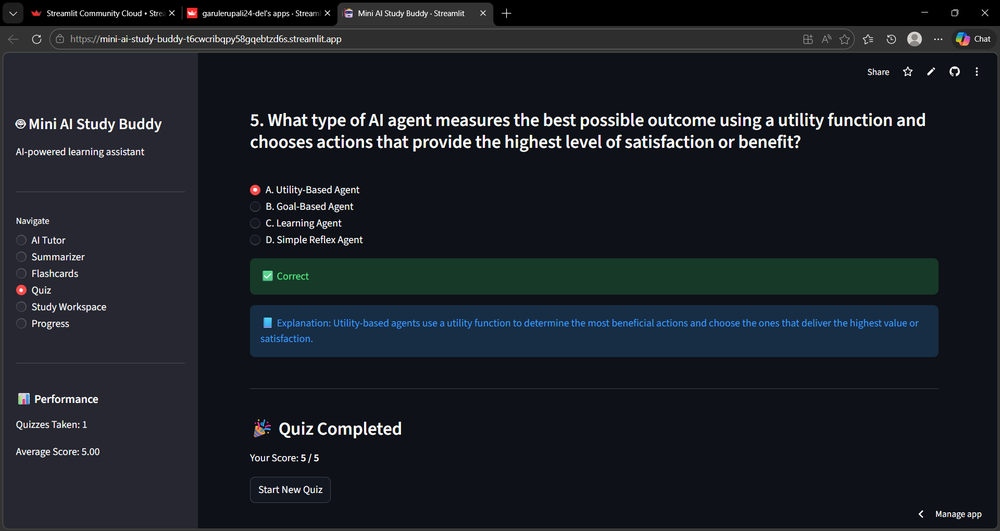 Streamlit Community Cloud • Strea
garulerupali24-del's apps · Streaml
Mini AI Study Buddy · Streamlit
https://mini-ai-study-buddy-t6cwcribqpy58gqebtzd6s.streamlit.app
Chat
Share
Mini AI Study Buddy
AI-powered learning assistant
Navigate
AI Tutor
Summarizer
Flashcards
Quiz
Study Workspace
Progress
Performance
Quizzes Taken: 1
Average Score: 5.00
5. What type of AI agent measures the best possible outcome using a utility function and
chooses actions that provide the highest level of satisfaction or benefit?
A. Utility-Based Agent
B. Goal-Based Agent
C. Learning Agent
D. Simple Reflex Agent
Correct
Explanation: Utility-based agents use a utility function to determine the most beneficial actions and choose the ones that deliver the highest value or
satisfaction.
Quiz Completed
Your Score: 5 / 5
Start New Quiz
Manage app